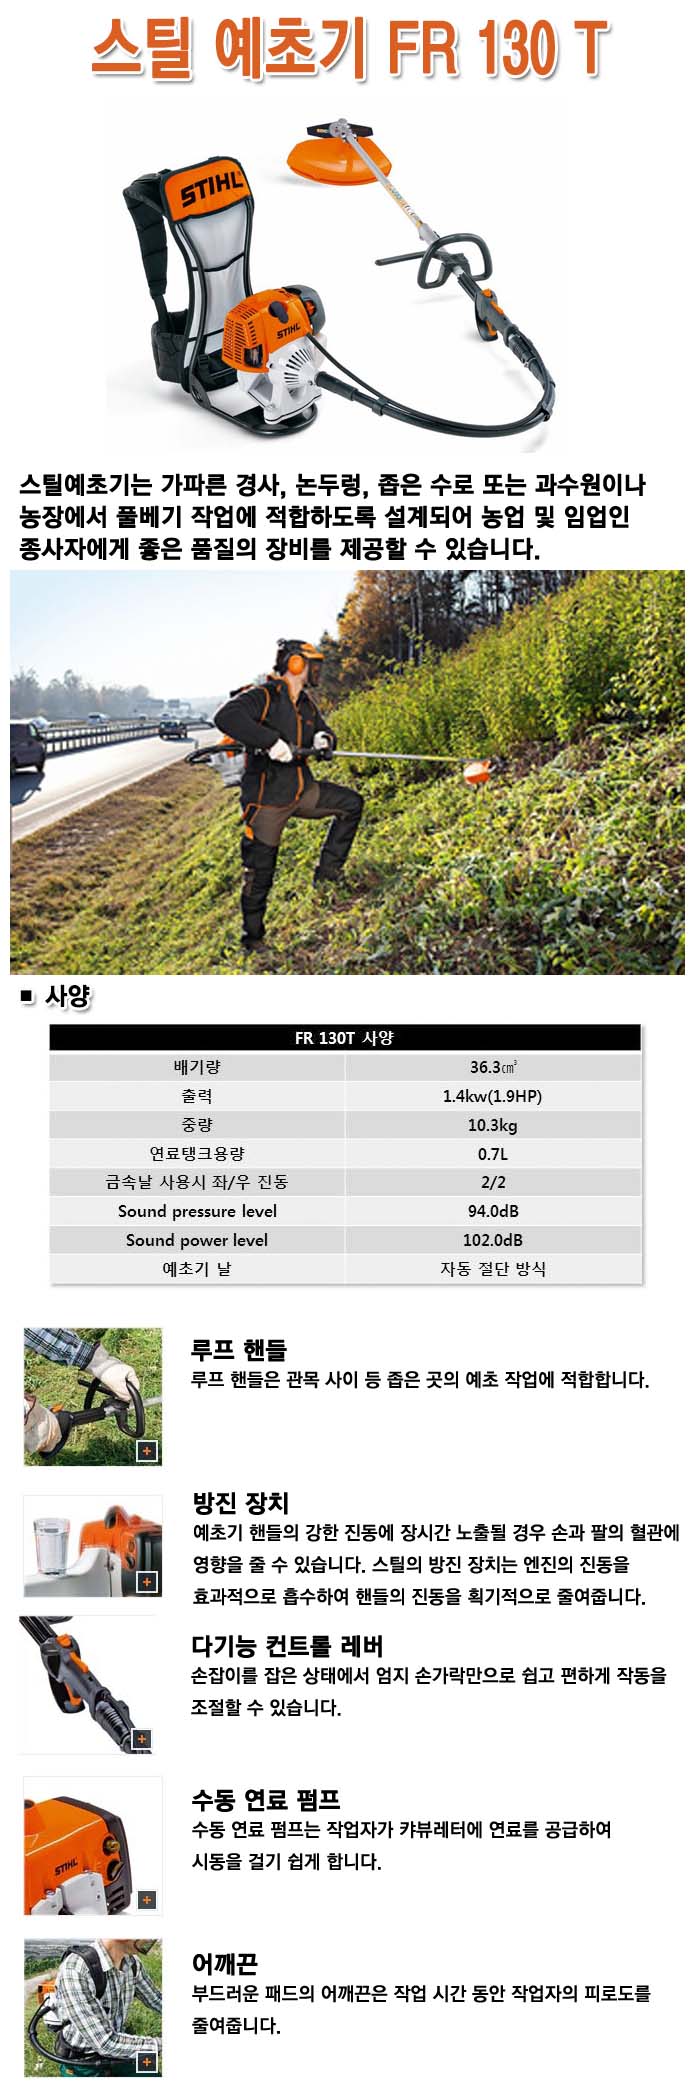 스틸 예초기 FR 130 T
STIHL
STIHL
스틸예초기는 가파른 경사, 논두렁, 좁은 수로 또는 과수원이나
농장에서 풀베기 작업에 적합하도록 설계되어 농업 및 임업인
종사자에게 좋은 품질의 장비를 제공할 수 있습니다.
■ 사양
FR 130T 사양
배기량 36.3㎤
출력 1.4kw(1.9HP)
중량 10.3kg
연료탱크용량 0.7L
금속날 사용시 좌/우 진동 2/2
Sound pressure level 94.0dB
Sound power level 102.0dB
예초기 날 자동 절단 방식
루프 핸들
루프 핸들은 관목 사이 등 좁은 곳의 예초 작업에 적합합니다.
방진 장치
예초기 핸들의 강한 진동에 장시간 노출될 경우 손과 팔의 혈관에
영향을 줄 수 있습니다. 스틸의 방진 장치는 엔진의 진동을
효과적으로 흡수하여 핸들의 진동을 획기적으로 줄여줍니다.
다기능 컨트롤 레버
손잡이를 잡은 상태에서 엄지 손가락만으로 쉽고 편하게 작동을
조절할 수 있습니다.
수동 연료 펌프
수동 연료 펌프는 작업자가 캬뷰레터에 연료를 공급하여
시동을 걸기 쉽게 합니다.
STIHL
어깨끈
부드러운 패드의 어깨끈은 작업 시간 동안 작업자의 피로도를
줄여줍니다.